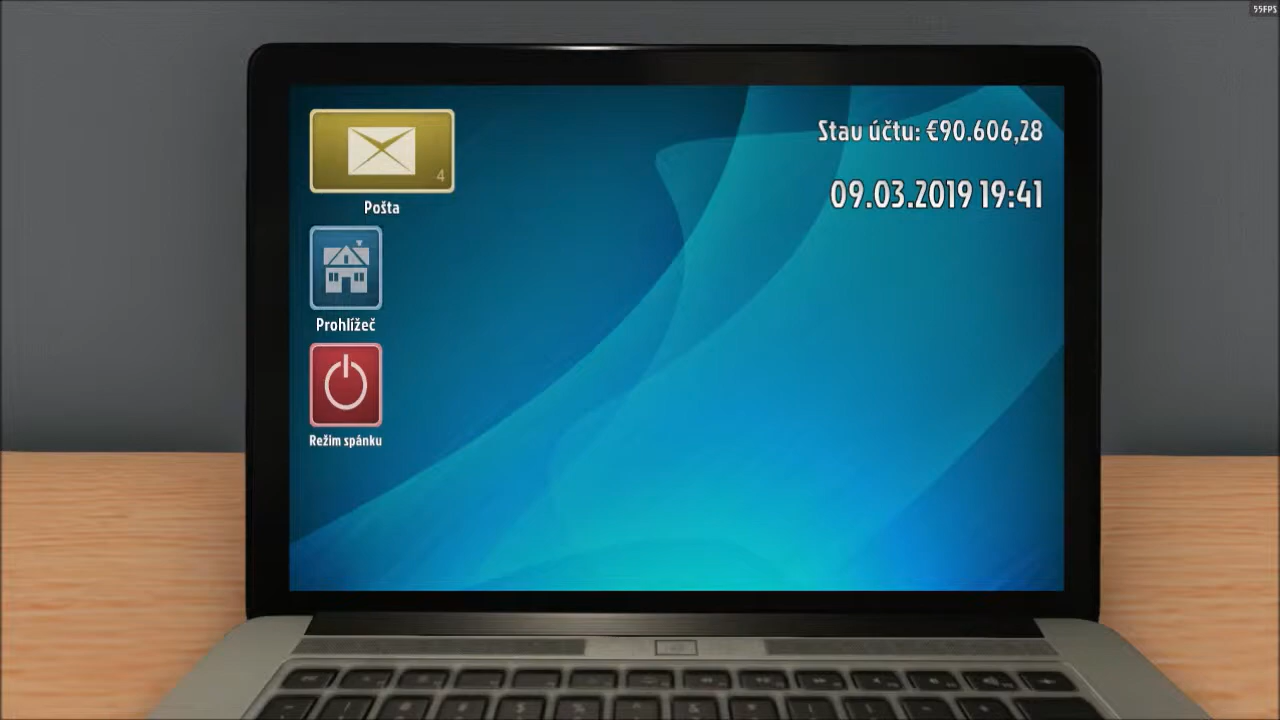 55FPS
Stav účtu: €90.606,28
4
Pošta
09.03.2019 19:41
Prohlížeč
Režim spánku